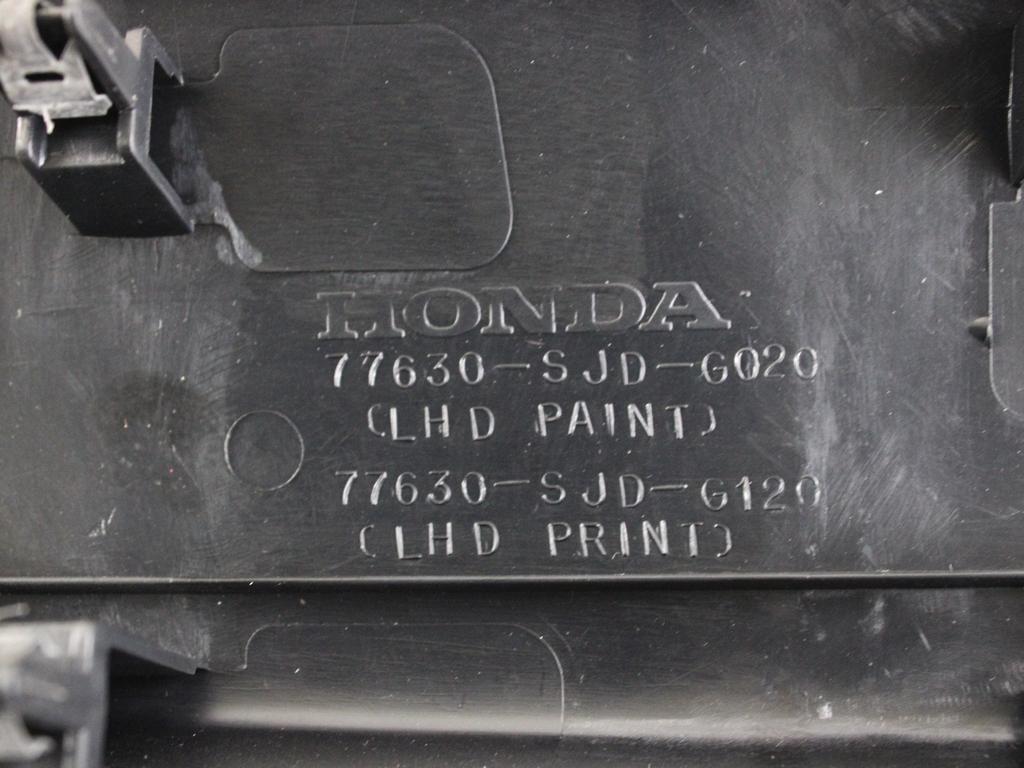 HONDA
77630-SJD-G020
(LHD PAINT)
77630-SJD-G120
(LHD PRINT)